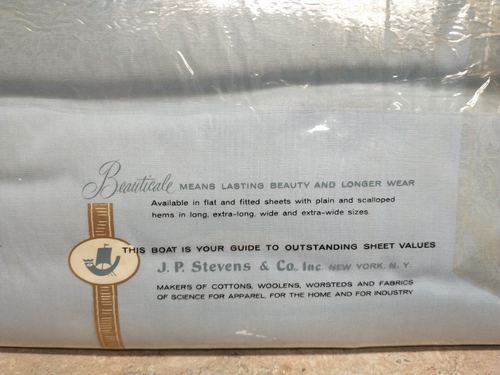 Beauticale MEANS LASTING BEAUTY AND LONGER WEAR
Available in flat and fitted sheets with plain and scalloped
hems in long, extra-long, wide and extra-wide sizes.
THIS BOAT IS YOUR GUIDE TO OUTSTANDING SHEET VALUES
J. P. Stevens & Co., Inc. NEW YORK, N. Y.
MAKERS OF COTTONS, WOOLENS, WORSTEDS AND FABRICS
OF SCIENCE FOR APPAREL, FOR THE HOME AND FOR INDUSTRY